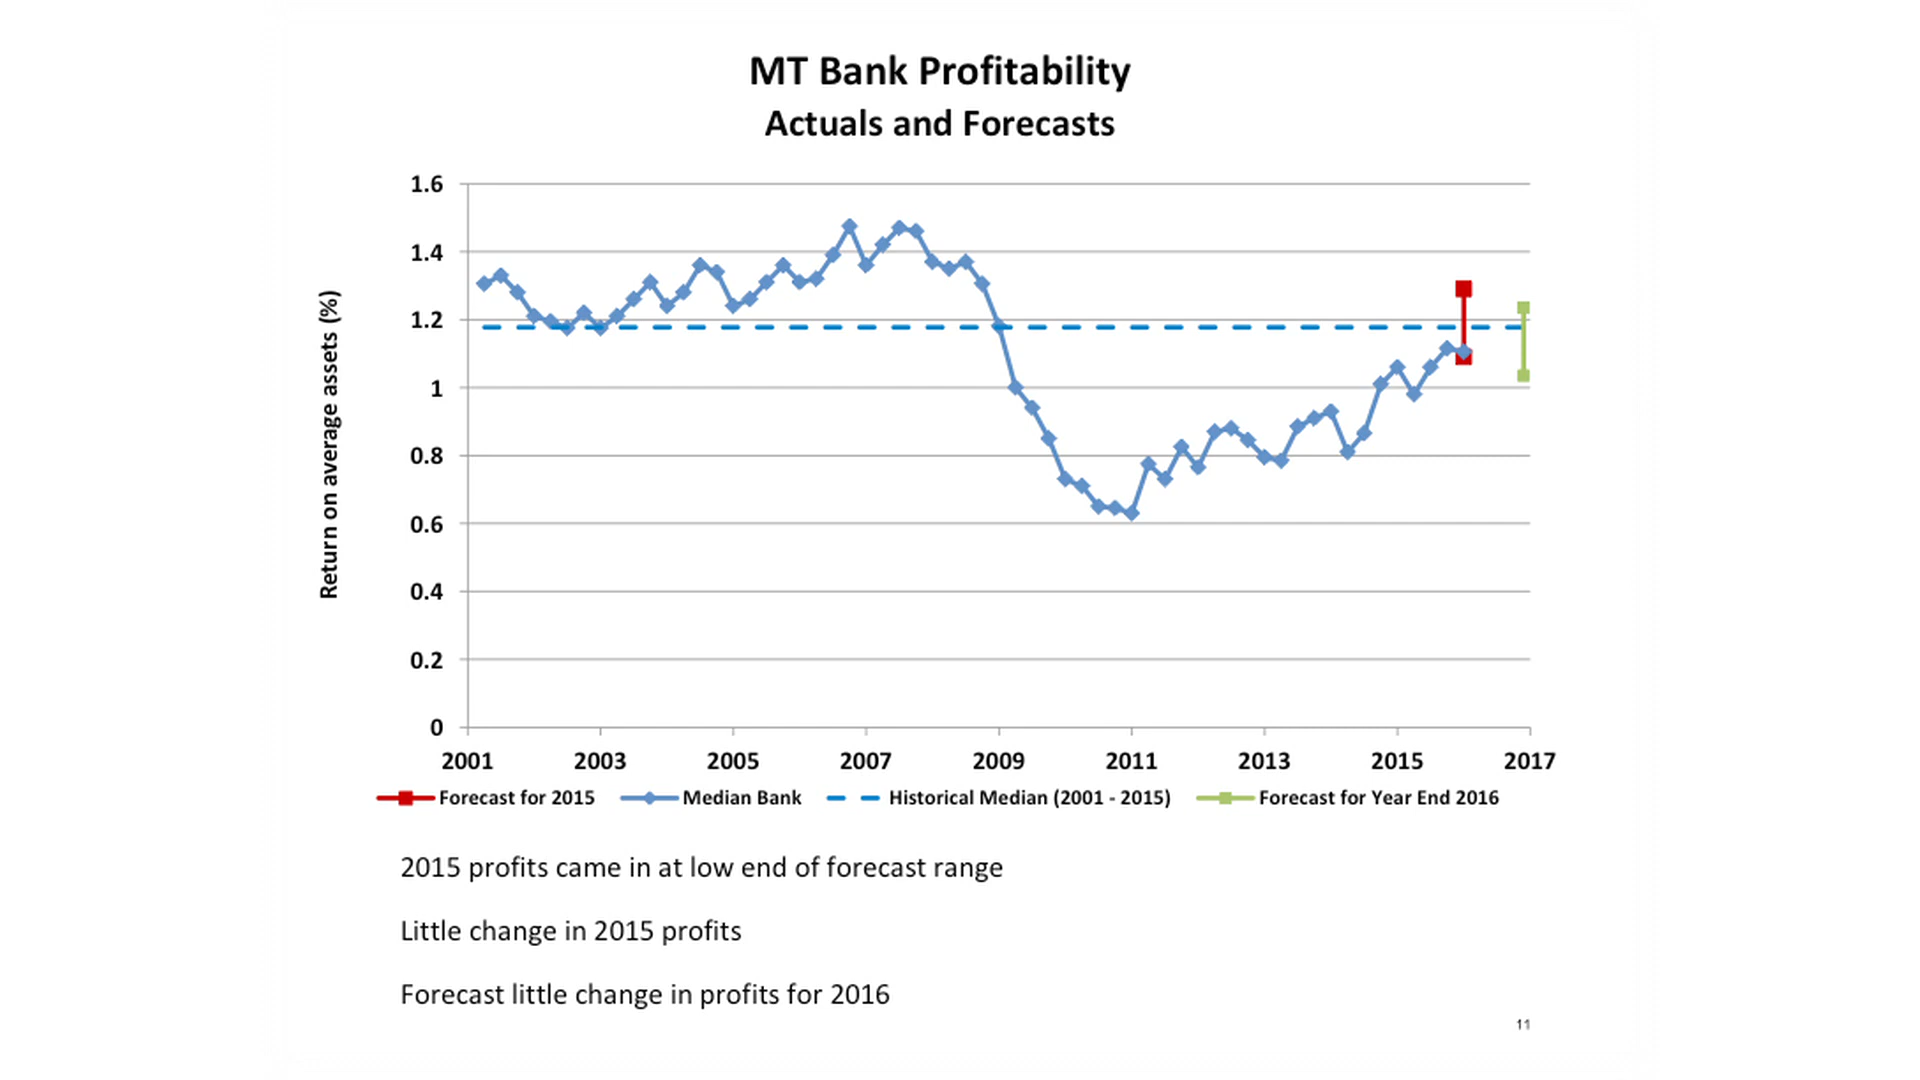 MT Bank Profitability
Actuals and Forecasts
Return on average assets (%)
1.6
1.4
1.2
1
0.8
0.6
0.4
0.2
0
2001 2003 2005 2007 2009 2011 2013 2015 2017
Forecast for 2015 Median Bank Historical Median (2001 - 2015) Forecast for Year End 2016
2015 profits came in at low end of forecast range
Little change in 2015 profits
Forecast little change in profits for 2016
11